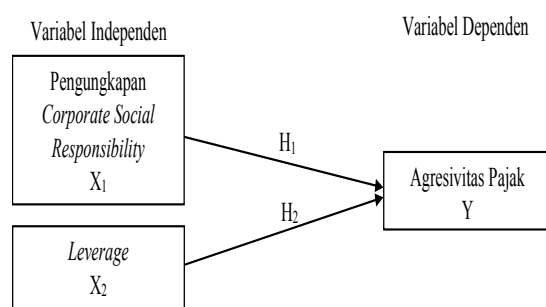 Variabel Independen
Variabel Dependen
Pengungkapan
Corporate Social
Responsibility
X₁
H₁
Agresivitas Pajak
Y
H₂
Leverage
X₂